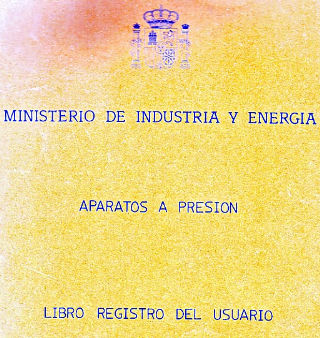 MINISTERIO DE INDUSTRIA Y ENERGIA
APARATOS A PRESION
LIBRO REGISTRO DEL USUARIO